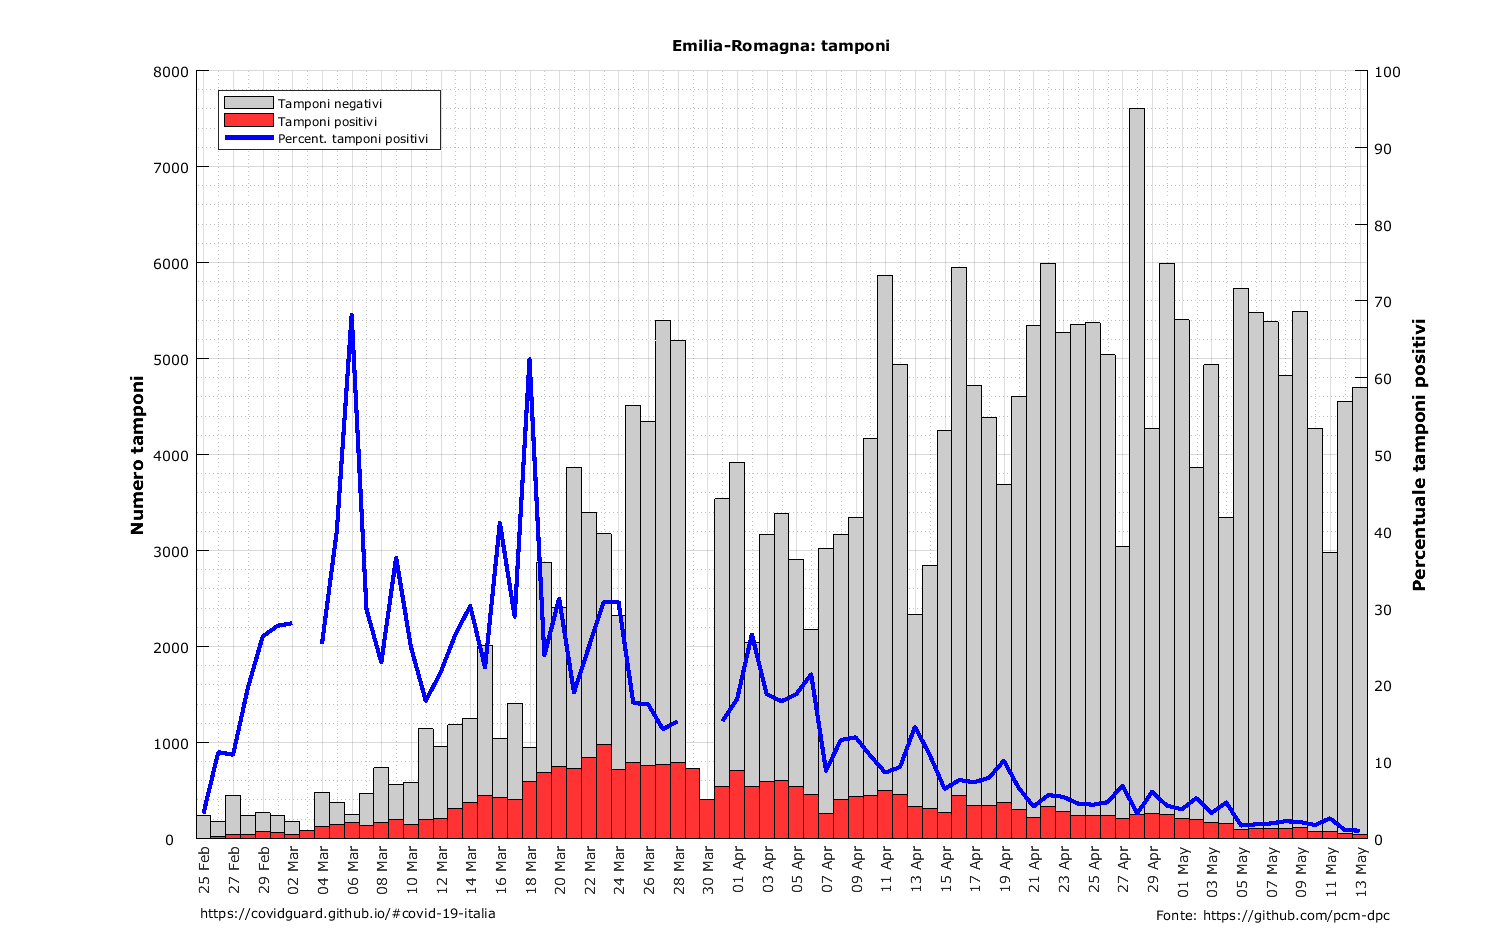 Emilia-Romagna: tamponi
Tamponi negativi
Tamponi positivi
Percent. tamponi positivi
Numero tamponi
8000
7000
6000
5000
4000
3000
2000
1000
0
Percentuale tamponi positivi
100
90
80
70
60
50
40
30
20
10
0
25 Feb
27 Feb
29 Feb
02 Mar
04 Mar
06 Mar
08 Mar
10 Mar
12 Mar
14 Mar
16 Mar
18 Mar
20 Mar
22 Mar
24 Mar
26 Mar
28 Mar
30 Mar
01 Apr
03 Apr
05 Apr
07 Apr
09 Apr
11 Apr
13 Apr
15 Apr
17 Apr
19 Apr
21 Apr
23 Apr
25 Apr
27 Apr
29 Apr
01 May
03 May
05 May
07 May
09 May
11 May
13 May
https://covidguard.github.io/#covid-19-italia
Fonte: https://github.com/pcm-dpc